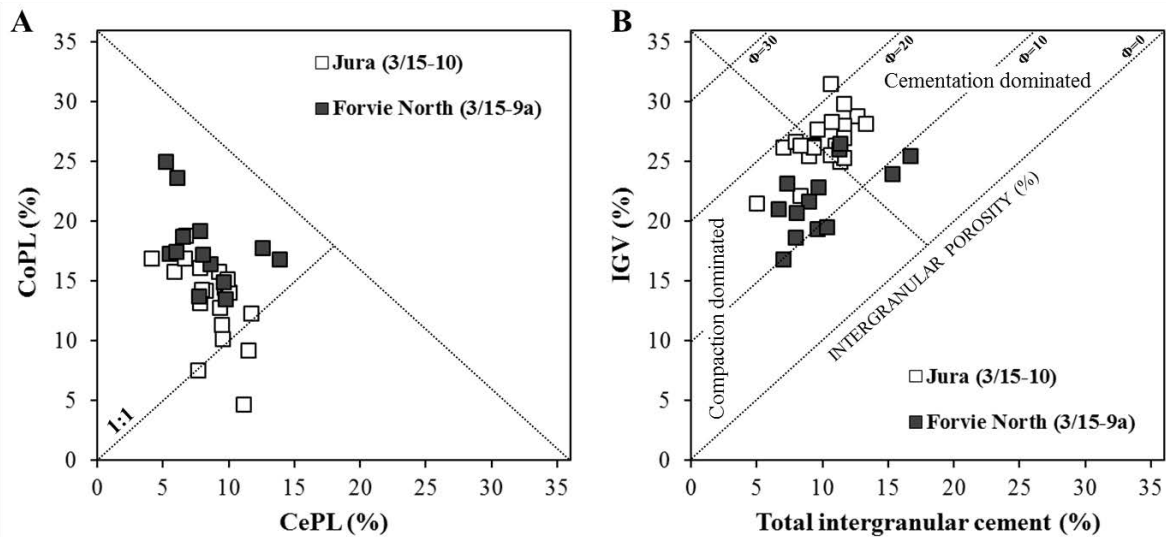 A
Jura (3/15-10)
Forvie North (3/15-9a)
1:1
CoPL (%)
35
30
25
20
15
10
5
0
0 5 10 15 20 25 30 35
CePL (%)
B
Φ=30
Φ=20
Φ=10
Φ=0
Cementation dominated
Compaction dominated
INTERGRANULAR POROSITY (%)
Jura (3/15-10)
Forvie North (3/15-9a)
IGV (%)
35
30
25
20
15
10
5
0
0 5 10 15 20 25 30 35
Total intergranular cement (%)